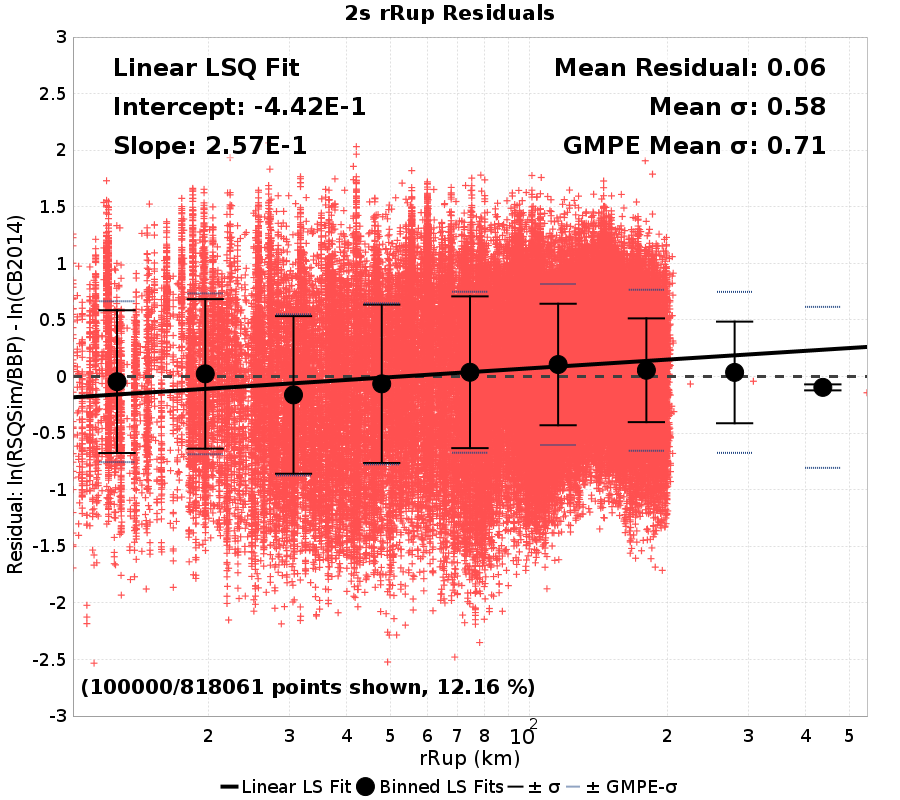 2s rRup Residuals
Linear LSQ Fit
Intercept: -4.42E-1
Slope: 2.57E-1
Mean Residual: 0.06
Mean σ: 0.58
GMPE Mean σ: 0.71
Residual: ln(RSQSim/BBP) - ln(CB2014)
3
2.5
2
1.5
1
0.5
0
-0.5
-1
-1.5
-2
-2.5
-3
(100000/818061 points shown, 12.16 %)
2 3 4 5 6 7 8 10² 2 3 4 5
rRup (km)
Linear LS Fit Binned LS Fits ± σ ± GMPE-σ